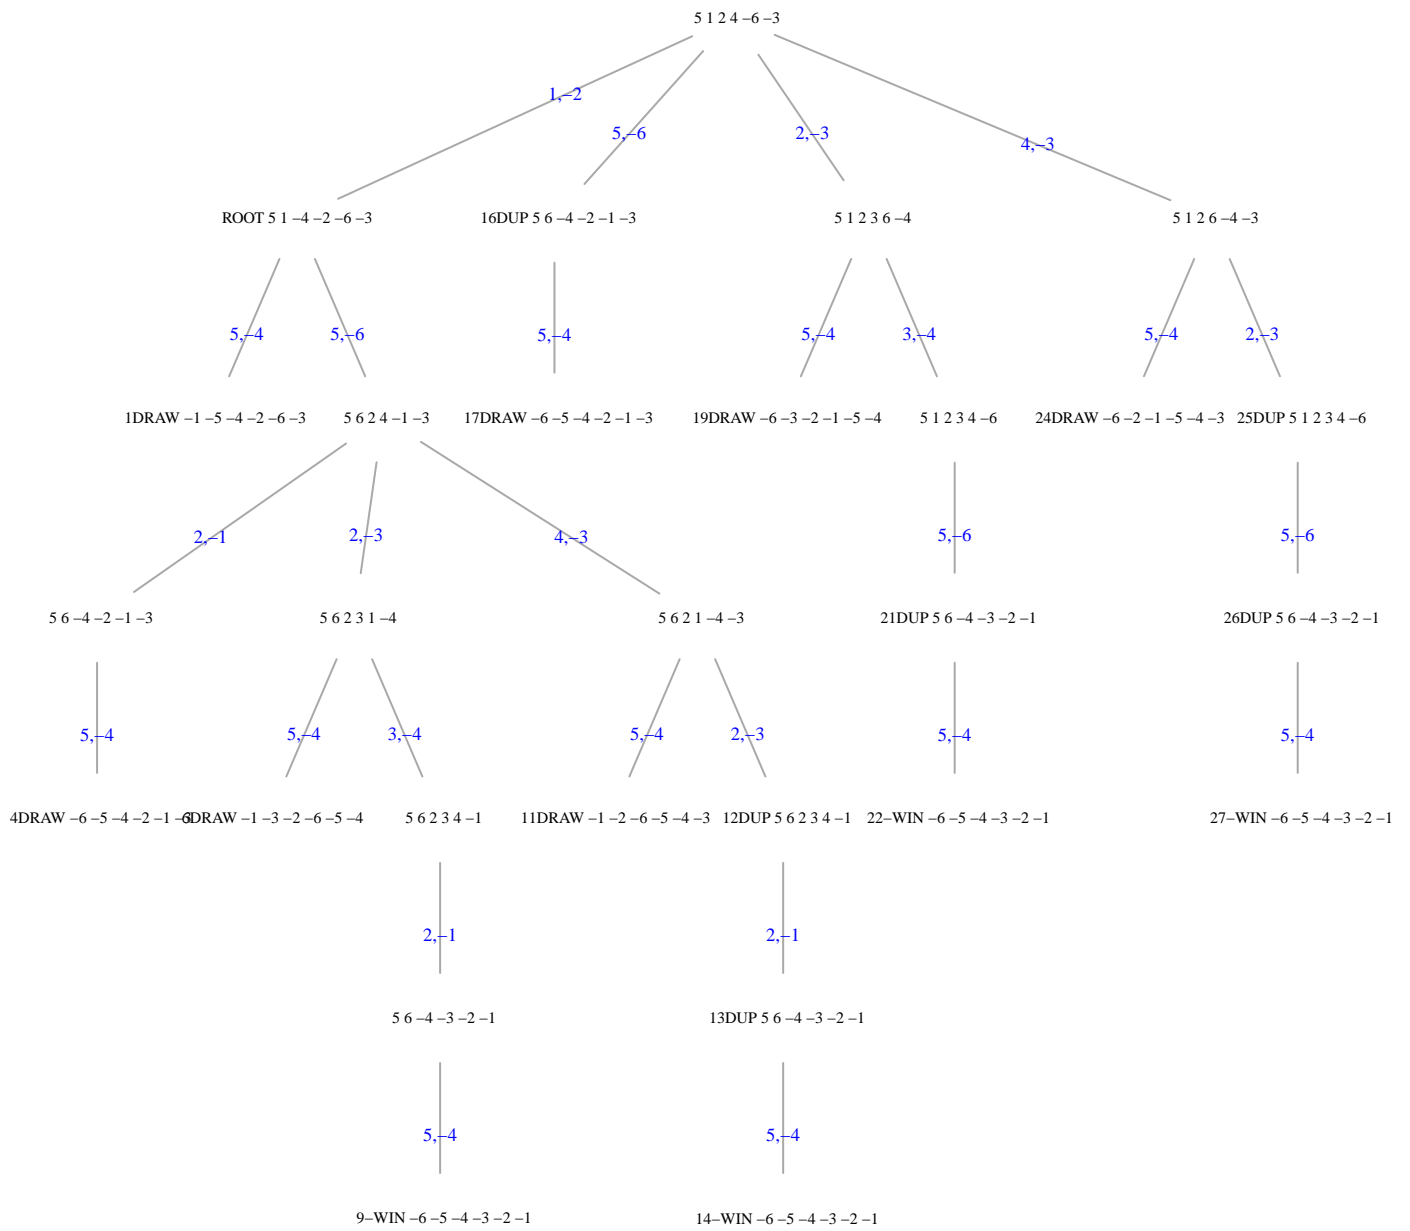 5 1 2 4 –6 –3
1,–2
5,–6
2,–3
4,–3
ROOT 5 1 –4 –2 –6 –3
16DUP 5 6 –4 –2 –1 –3
5 1 2 3 6 –4
5 1 2 6 –4 –3
5,–4
5,–6
5,–4
5,–4
3,–4
5,–4
2,–3
1DRAW –1 –5 –4 –2 –6 –3
5 6 2 4 –1 –3
17DRAW –6 –5 –4 –2 –1 –3
19DRAW –6 –3 –2 –1 –5 –4
5 1 2 3 4 –6
24DRAW –6 –2 –1 –5 –4 –3
25DUP 5 1 2 3 4 –6
2,–1
2,–3
4,–3
5,–6
5,–6
5 6 –4 –2 –1 –3
5 6 2 3 1 –4
5 6 2 1 –4 –3
21DUP 5 6 –4 –3 –2 –1
26DUP 5 6 –4 –3 –2 –1
5,–4
5,–4
3,–4
5,–4
2,–3
5,–4
5,–4
4DRAW –6 –5 –4 –2 –1 –3
6DRAW –1 –3 –2 –6 –5 –4
5 6 2 3 4 –1
11DRAW –1 –2 –6 –5 –4 –3
12DUP 5 6 2 3 4 –1
22–WIN –6 –5 –4 –3 –2 –1
27–WIN –6 –5 –4 –3 –2 –1
2,–1
2,–1
5 6 –4 –3 –2 –1
13DUP 5 6 –4 –3 –2 –1
5,–4
5,–4
9–WIN –6 –5 –4 –3 –2 –1
14–WIN –6 –5 –4 –3 –2 –1